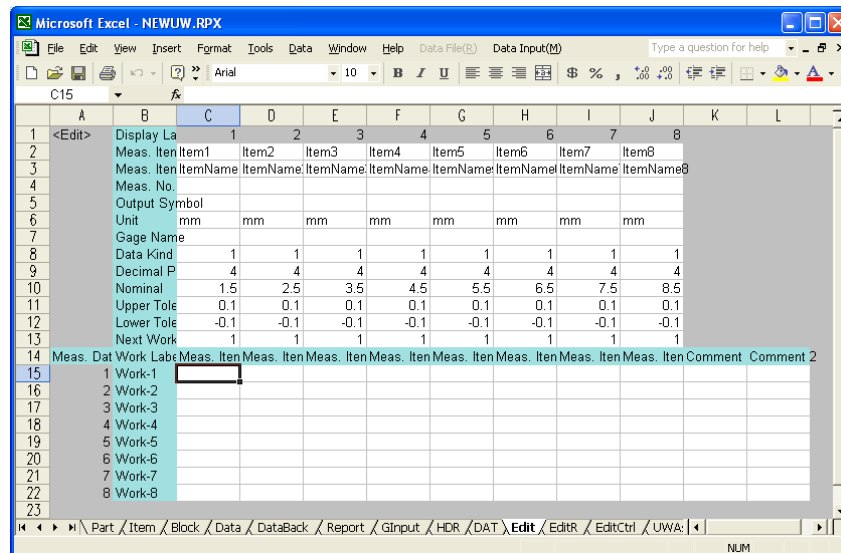 Microsoft Excel - NEWUW.RPX
File Edit View Insert Format Tools Data Window Help Data File(R) Data Input(M) Type a question for help
Arial 10 B I U $ % ,
C15 fx
A B C D E F G H I J K L
1 <Edit> Display La 1 2 3 4 5 6 7 8
2 Meas. Iten Item1 Item2 Item3 Item4 Item5 Item6 Item7 Item8
3 Meas. Iten ItemName ItemName ItemName ItemName ItemName ItemName ItemName ItemName8
4 Meas. No.
5 Output Symbol
6 Unit mm mm mm mm mm mm mm mm
7 Gage Name
8 Data Kind 1 1 1 1 1 1 1 1
9 Decimal P 4 4 4 4 4 4 4 4
10 Nominal 1.5 2.5 3.5 4.5 5.5 6.5 7.5 8.5
11 Upper Tole 0.1 0.1 0.1 0.1 0.1 0.1 0.1 0.1
12 Lower Tole -0.1 -0.1 -0.1 -0.1 -0.1 -0.1 -0.1 -0.1
13 Next Work 1 1 1 1 1 1 1 1
14 Meas. Dat Work Labe Meas. Iten Meas. Iten Meas. Iten Meas. Iten Meas. Iten Meas. Iten Meas. Iten Meas. Iten Comment Comment 2
15 1 Work-1
16 2 Work-2
17 3 Work-3
18 4 Work-4
19 5 Work-5
20 6 Work-6
21 7 Work-7
22 8 Work-8
23
Part Item Block Data DataBack Report GInput HDR DAT Edit EditR EditCtrl UWA
NUM